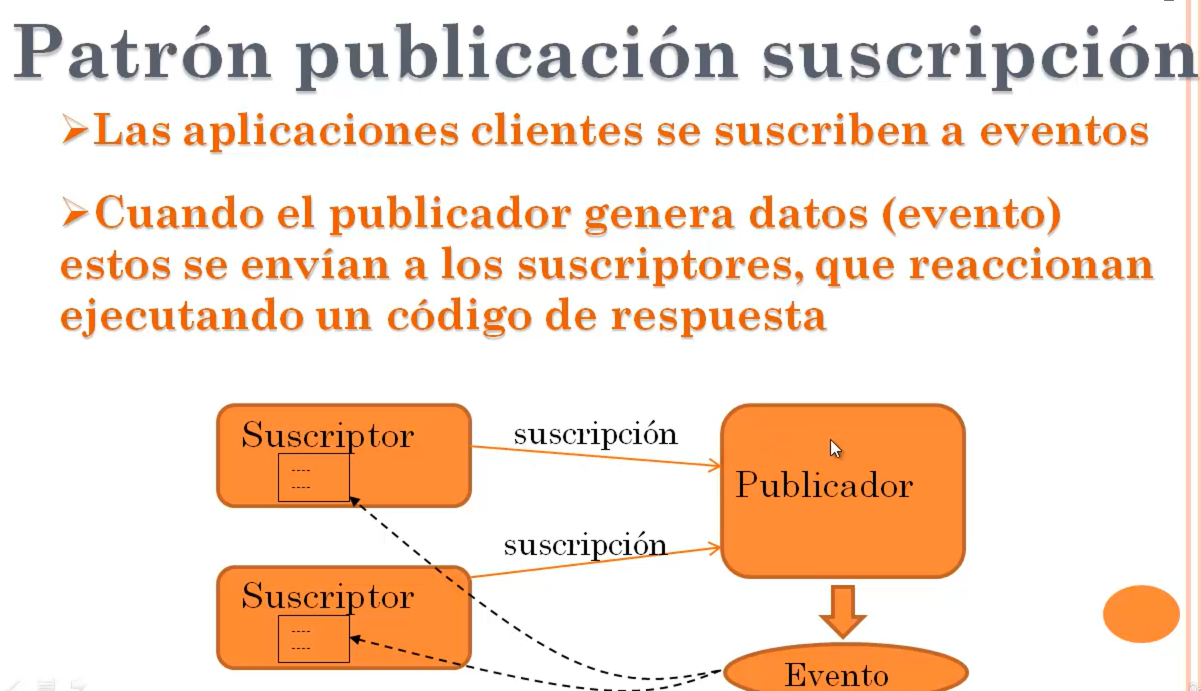 Patrón publicación suscripción
➢Las aplicaciones clientes se suscriben a eventos
➢Cuando el publicador genera datos (evento)
estos se envían a los suscriptores, que reaccionan
ejecutando un código de respuesta
Suscriptor
----
----
suscripción
Publicador
suscripción
Suscriptor
----
----
Evento